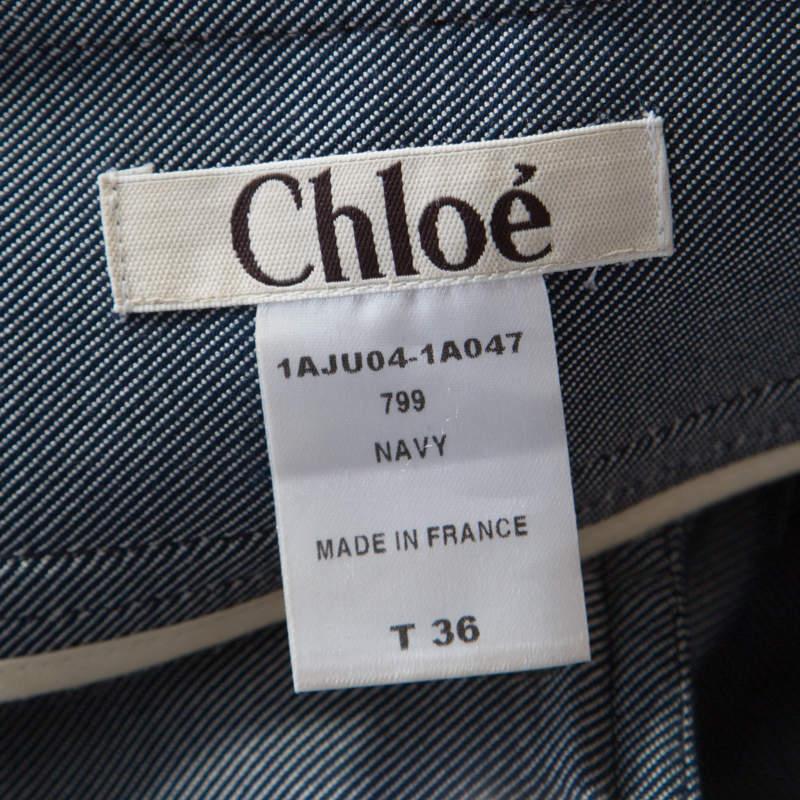 Chloé
1AJU04-1A047
799
NAVY
MADE IN FRANCE
T 36